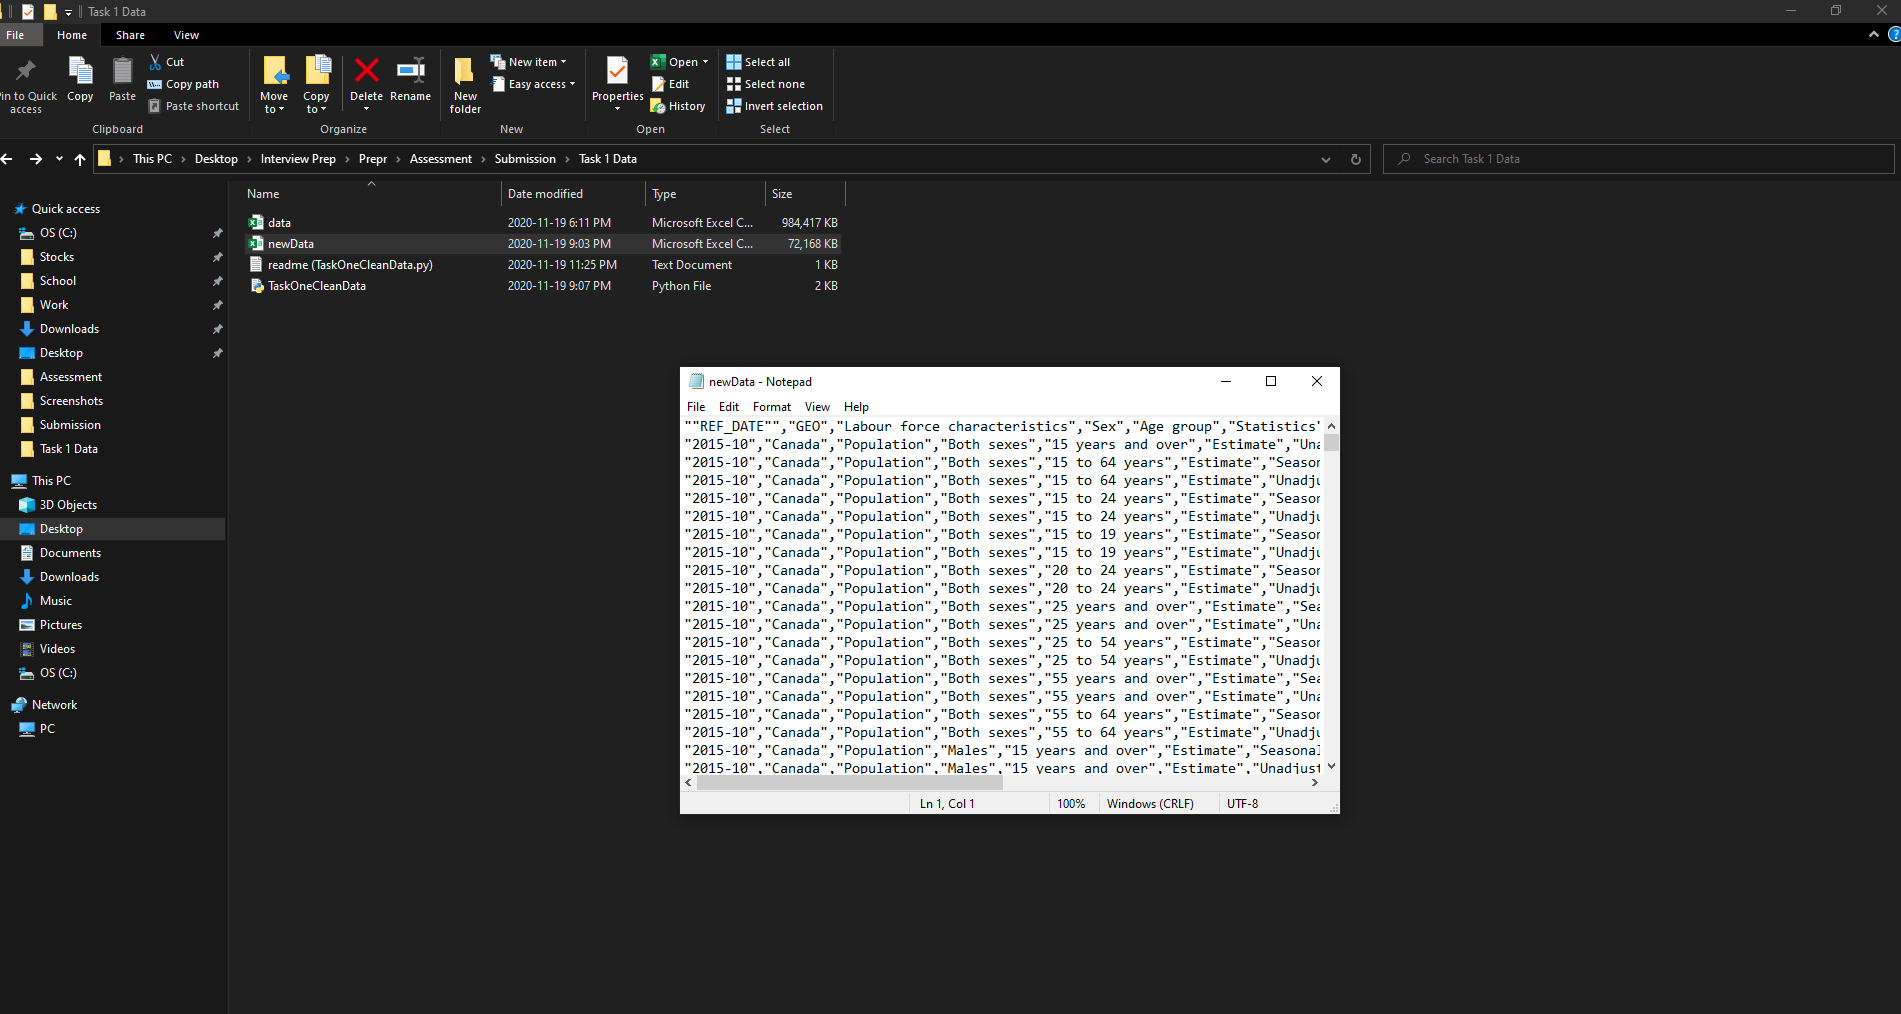 Task 1 Data
File Home Share View
Pin to Quick access
Copy
Paste
Cut
Copy path
Paste shortcut
Clipboard
Move to
Copy to
Delete
Rename
Organize
New folder
New item
Easy access
New
Properties
Open
Edit
History
Open
Select all
Select none
Invert selection
Select
This PC > Desktop > Interview Prep > Prepr > Assessment > Submission > Task 1 Data
Search Task 1 Data
Quick access
OS (C:)
Stocks
School
Work
Downloads
Desktop
Assessment
Screenshots
Submission
Task 1 Data
This PC
3D Objects
Desktop
Documents
Downloads
Music
Pictures
Videos
OS (C:)
Network
PC
Name Date modified Type Size
data 2020-11-19 6:11 PM Microsoft Excel C... 984,417 KB
newData 2020-11-19 9:03 PM Microsoft Excel C... 72,168 KB
readme (TaskOneCleanData.py) 2020-11-19 11:25 PM Text Document 1 KB
TaskOneCleanData 2020-11-19 9:07 PM Python File 2 KB
newData - Notepad
File Edit Format View Help
""REF_DATE"","GEO","Labour force characteristics","Sex","Age group","Statistics"
"2015-10","Canada","Population","Both sexes","15 years and over","Estimate","Una
"2015-10","Canada","Population","Both sexes","15 to 64 years","Estimate","Season
"2015-10","Canada","Population","Both sexes","15 to 64 years","Estimate","Unadju
"2015-10","Canada","Population","Both sexes","15 to 24 years","Estimate","Season
"2015-10","Canada","Population","Both sexes","15 to 24 years","Estimate","Unadju
"2015-10","Canada","Population","Both sexes","15 to 19 years","Estimate","Season
"2015-10","Canada","Population","Both sexes","15 to 19 years","Estimate","Unadju
"2015-10","Canada","Population","Both sexes","20 to 24 years","Estimate","Season
"2015-10","Canada","Population","Both sexes","20 to 24 years","Estimate","Unadju
"2015-10","Canada","Population","Both sexes","25 years and over","Estimate","Sea
"2015-10","Canada","Population","Both sexes","25 years and over","Estimate","Una
"2015-10","Canada","Population","Both sexes","25 to 54 years","Estimate","Season
"2015-10","Canada","Population","Both sexes","25 to 54 years","Estimate","Unadju
"2015-10","Canada","Population","Both sexes","55 years and over","Estimate","Sea
"2015-10","Canada","Population","Both sexes","55 years and over","Estimate","Una
"2015-10","Canada","Population","Both sexes","55 to 64 years","Estimate","Season
"2015-10","Canada","Population","Both sexes","55 to 64 years","Estimate","Unadju
"2015-10","Canada","Population","Males","15 years and over","Estimate","Seasonal
"2015-10","Canada","Population","Males","15 years and over","Estimate","Unadjust
Ln 1, Col 1 100% Windows (CRLF) UTF-8